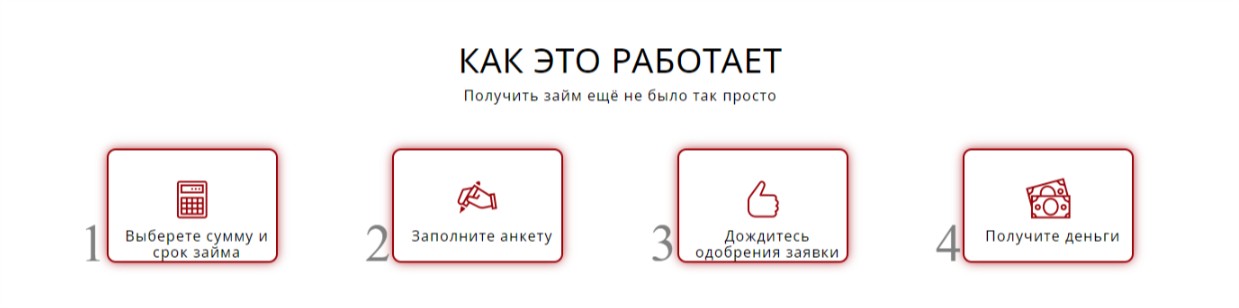 КАК ЭТО РАБОТАЕТ
Получить займ ещё не было так просто
1
Выберете сумму и
срок займа
2
Заполните анкету
3
Дождитесь
одобрения заявки
4
Получите деньги